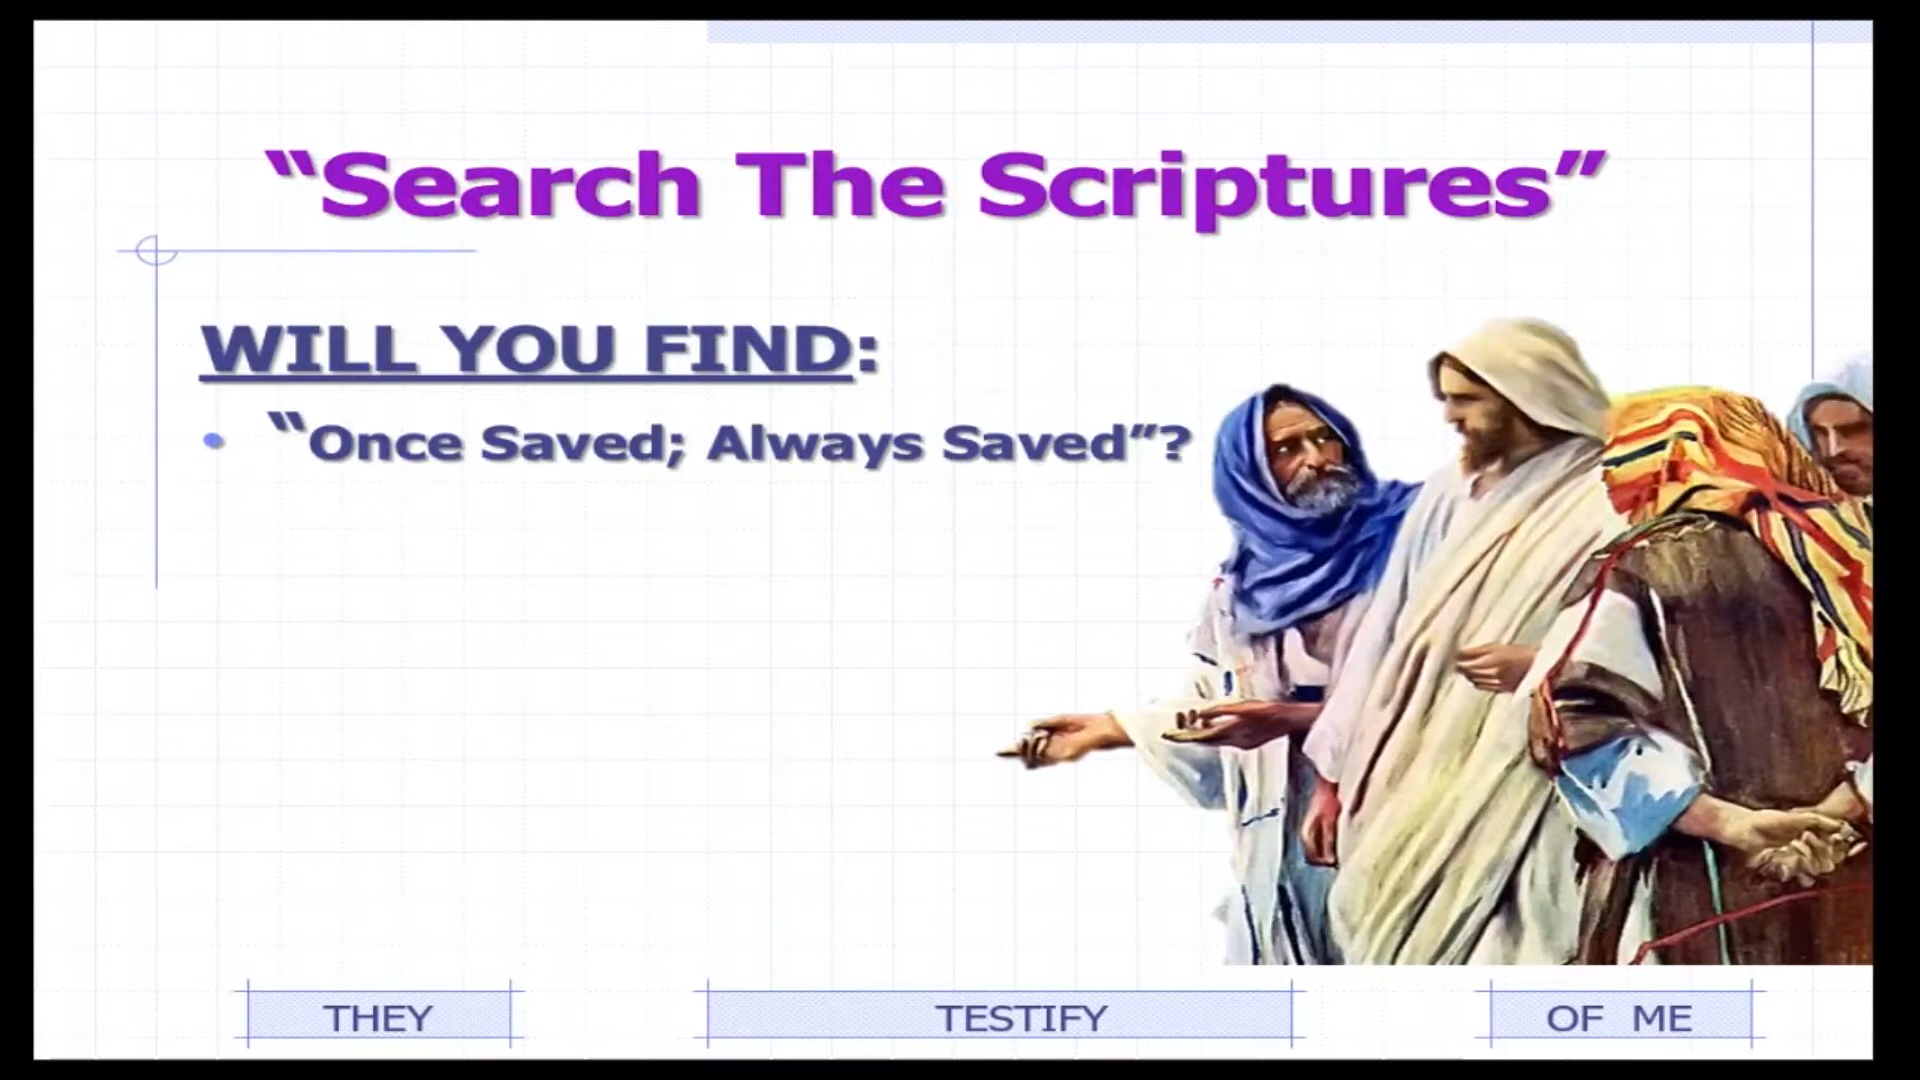 “Search The Scriptures”
WILL YOU FIND:
• “Once Saved; Always Saved”?
THEY TESTIFY OF ME